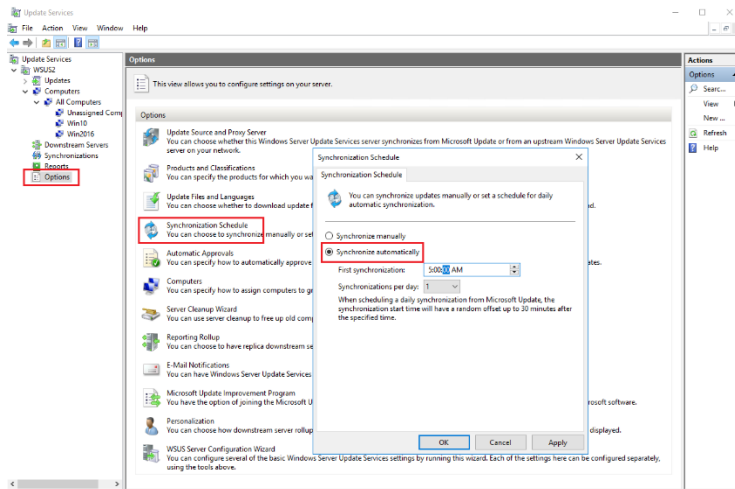 Update Services
File Action View Window Help
Update Services
WSUS2
Updates
Computers
All Computers
Unassigned Comp
Win10
Win2016
Downstream Servers
Synchronizations
Reports
Options
Options
This view allows you to configure settings on your server.
Options
Update Source and Proxy Server
You can choose whether this Windows Server Update Services server synchronizes from Microsoft Update or from an upstream Windows Server Update Services
server on your network.
Products and Classifications
You can specify the products for which you wa
Update Files and Languages
You can choose whether to download update f
d.
Synchronization Schedule
You can choose to synchronize manually or set
Automatic Approvals
You can specify how to automatically approve
ates.
Computers
You can specify how to assign computers to gr
Server Cleanup Wizard
You can use server cleanup to free up old comp
Reporting Rollup
You can choose to have replica downstream se
E-Mail Notifications
You can have Windows Server Update Services
Microsoft Update Improvement Program
You have the option of joining the Microsoft U
rosoft software.
Personalization
You can choose how downstream server rollup
displayed.
WSUS Server Configuration Wizard
You can configure several of the basic Windows Server Update Services settings by running this wizard. Each of the settings here can be configured separately,
using the tools above.
Synchronization Schedule
Synchronization Schedule
You can synchronize updates manually or set a schedule for daily
automatic synchronization.
Synchronize manually
Synchronize automatically
First synchronization: 5:00:00 AM
Synchronizations per day: 1
When scheduling a daily synchronization from Microsoft Update, the
synchronization start time will have a random offset up to 30 minutes after
the specified time.
OK Cancel Apply
Actions
Options
Searc...
View
New ...
Refresh
Help